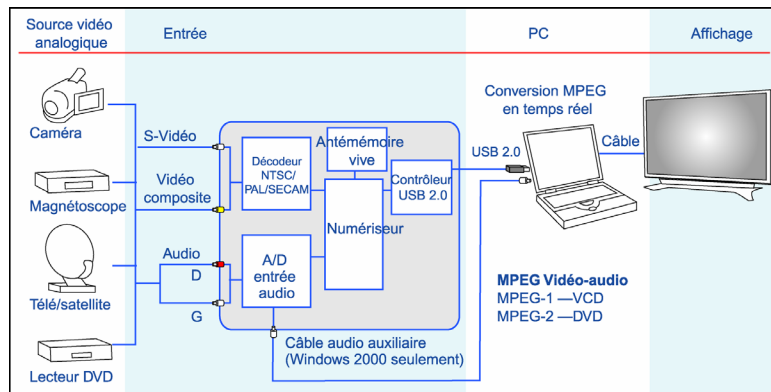 Source vidéo
analogique
Entrée
PC
Affichage
Caméra
Magnétoscope
Télé/satellite
Lecteur DVD
S-Vidéo
Vidéo
composite
Audio
D
G
Décodeur
NTSC/
PAL/SECAM
Antémémoire
vive
Contrôleur
USB 2.0
Numériseur
A/D
entrée
audio
Câble audio auxiliaire
(Windows 2000 seulement)
USB 2.0
Conversion MPEG
en temps réel
Câble
MPEG Vidéo-audio
MPEG-1 —VCD
MPEG-2 —DVD